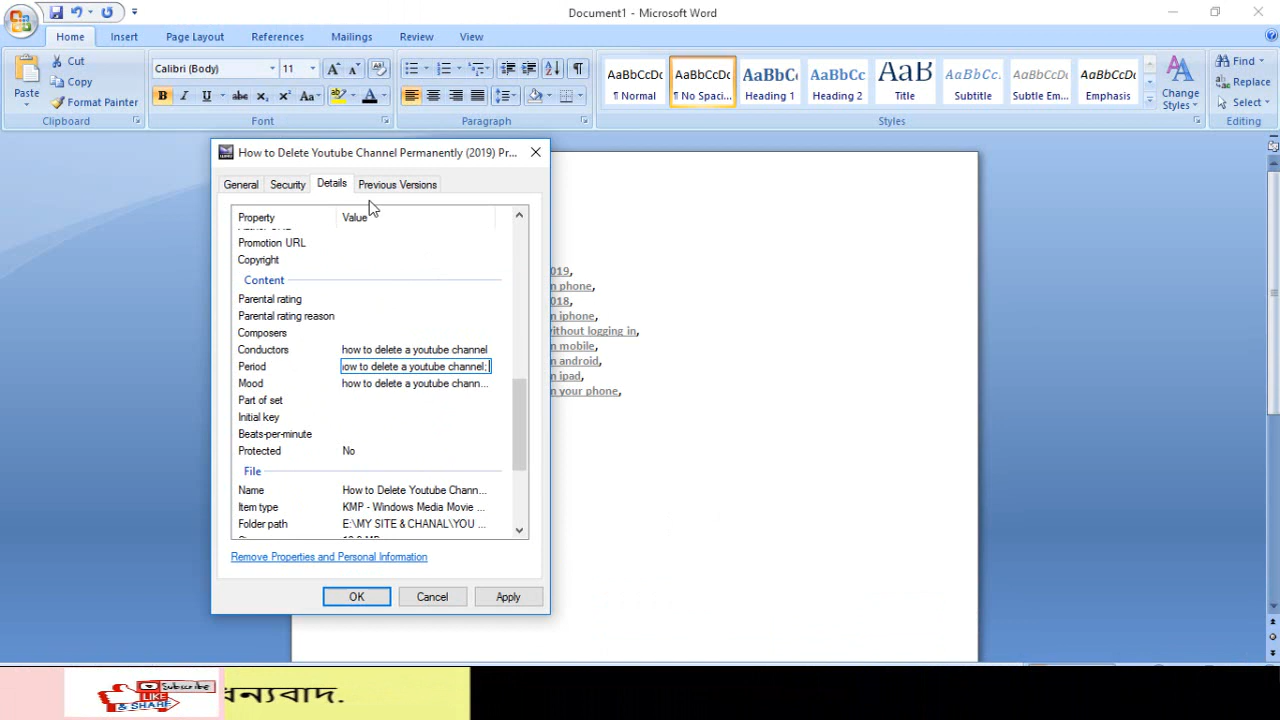 Document1 - Microsoft Word
Home Insert Page Layout References Mailings Review View
Paste
Cut
Copy
Format Painter
Clipboard
Calibri (Body) 11
Font
Paragraph
AaBbCcDc AaBbCcDc AaBbC AaBbCc AaB AaBbCc. AaBbCcDc AaBbCcDc
¶ Normal ¶ No Spaci... Heading 1 Heading 2 Title Subtitle Subtle Em... Emphasis
Change Styles
Styles
Find
Replace
Select
Editing
How to Delete Youtube Channel Permanently (2019) Pr...
General Security Details Previous Versions
Property Value
Promotion URL
Copyright
Content
Parental rating
Parental rating reason
Composers
Conductors how to delete a youtube channel
Period ow to delete a youtube channel;
Mood how to delete a youtube chann...
Part of set
Initial key
Beats-per-minute
Protected No
File
Name How to Delete Youtube Chann...
Item type KMP - Windows Media Movie ...
Folder path E:\MY SITE & CHANAL\YOU ...
Remove Properties and Personal Information
OK Cancel Apply
019,
n phone,
018,
n iphone,
without logging in,
n mobile,
n android,
n ipad,
n your phone,
Subscribe
LIKE
& SHARE
ধন্যবাদ.